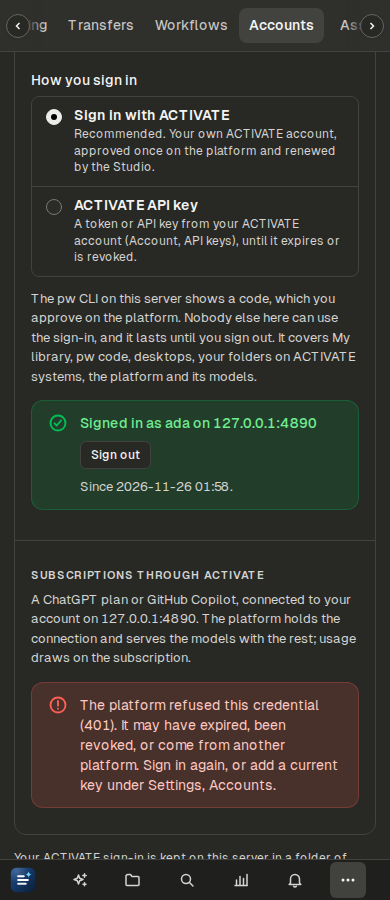 ng Transfers Workflows Accounts As
How you sign in
Sign in with ACTIVATE
Recommended. Your own ACTIVATE account,
approved once on the platform and renewed
by the Studio.
ACTIVATE API key
A token or API key from your ACTIVATE
account (Account, API keys), until it expires or
is revoked.
The pw CLI on this server shows a code, which you
approve on the platform. Nobody else here can use
the sign-in, and it lasts until you sign out. It covers My
library, pw code, desktops, your folders on ACTIVATE
systems, the platform and its models.
Signed in as ada on 127.0.0.1:4890
Sign out
Since 2026-11-26 01:58.
SUBSCRIPTIONS THROUGH ACTIVATE
A ChatGPT plan or GitHub Copilot, connected to your
account on 127.0.0.1:4890. The platform holds the
connection and serves the models with the rest; usage
draws on the subscription.
The platform refused this credential
(401). It may have expired, been
revoked, or come from another
platform. Sign in again, or add a current
key under Settings, Accounts.
Your ACTIVATE sign-in is kept on this server in a folder of